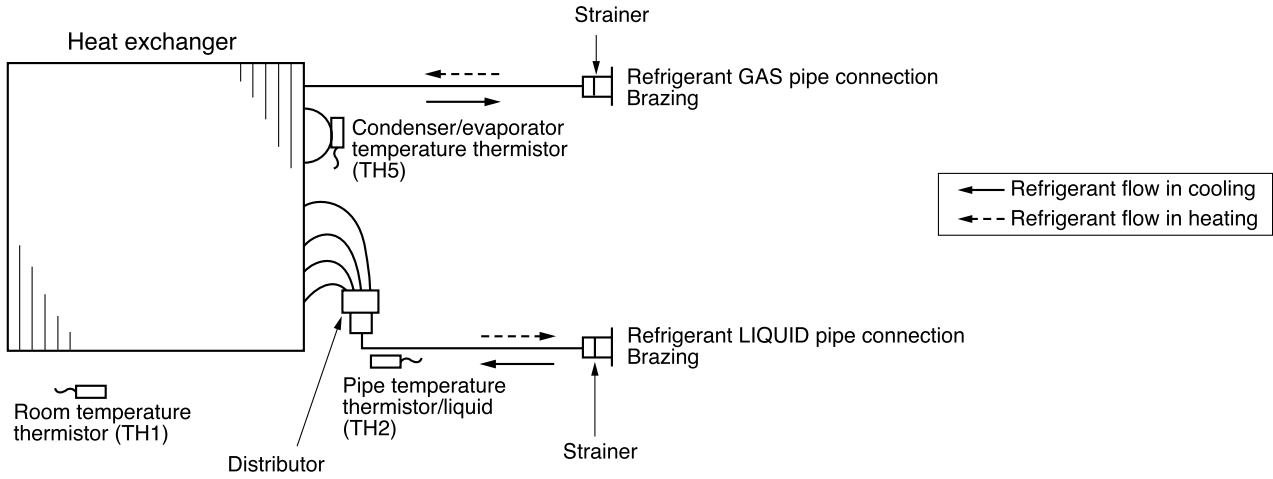 Strainer
Heat exchanger
Refrigerant GAS pipe connection
Brazing
Condenser/evaporator
temperature thermistor
(TH5)
Refrigerant flow in cooling
Refrigerant flow in heating
Refrigerant LIQUID pipe connection
Brazing
Pipe temperature
thermistor/liquid
(TH2)
Room temperature
thermistor (TH1)
Distributor
Strainer